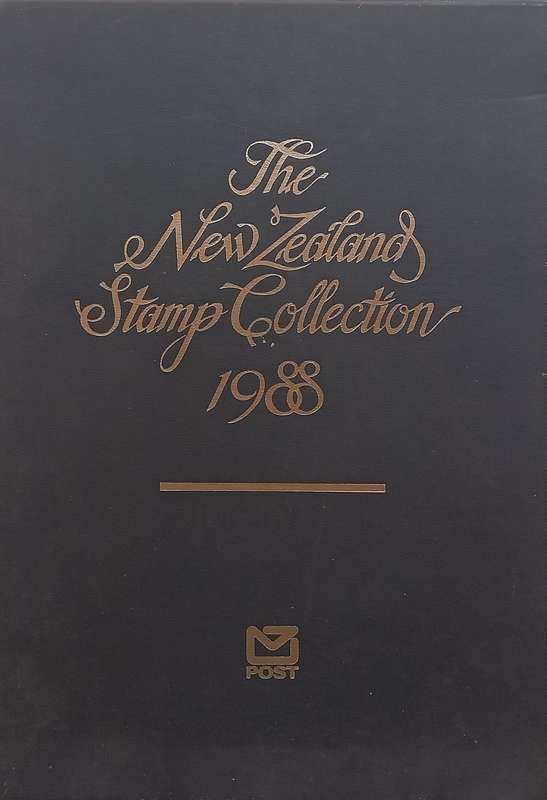 The
New Zealand
Stamp Collection
1988
POST